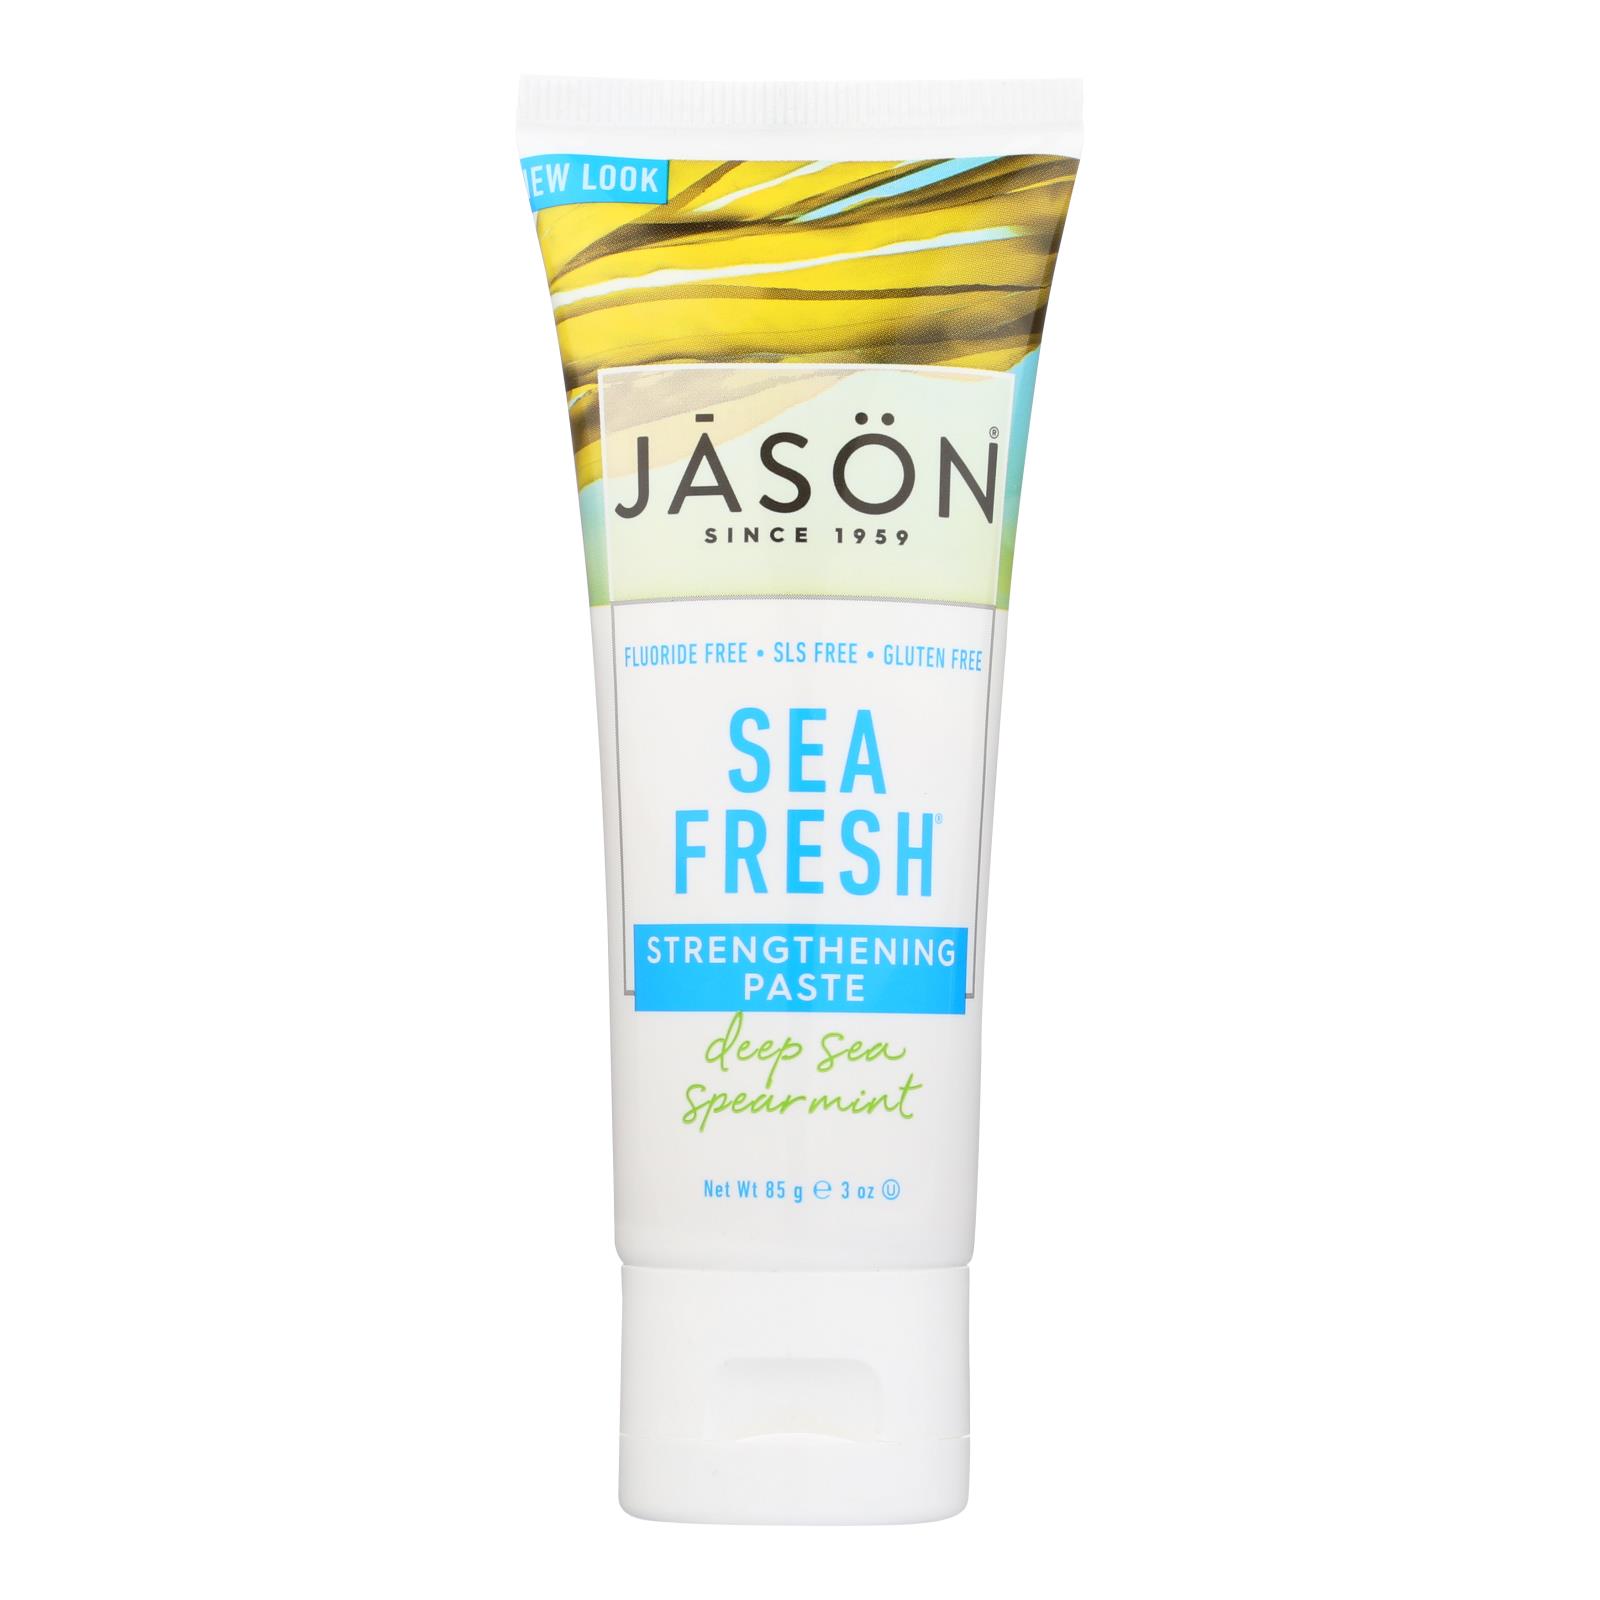 NEW LOOK
JĀSÖN®
SINCE 1959
FLUORIDE FREE • SLS FREE • GLUTEN FREE
SEA
FRESH®
STRENGTHENING
PASTE
deep sea
spearmint
Net Wt 85 g ℮ 3 oz Ⓤ